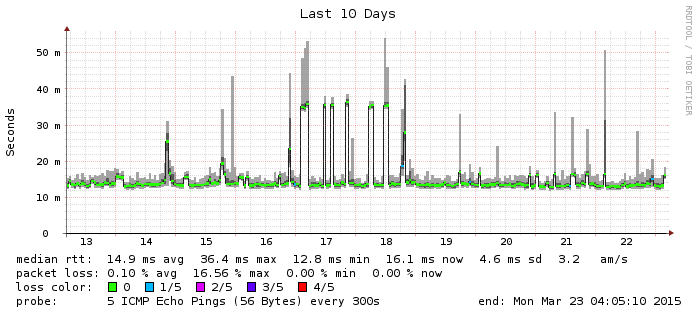 Last 10 Days
RRDTOOL / TOBI OETIKER
Seconds
50 m
40 m
30 m
20 m
10 m
0
13 14 15 16 17 18 19 20 21 22
median rtt: 14.9 ms avg 36.4 ms max 12.8 ms min 16.1 ms now 4.6 ms sd 3.2 am/s
packet loss: 0.10 % avg 16.56 % max 0.00 % min 0.00 % now
loss color: 0 1/5 2/5 3/5 4/5
probe: 5 ICMP Echo Pings (56 Bytes) every 300s end: Mon Mar 23 04:05:10 2015